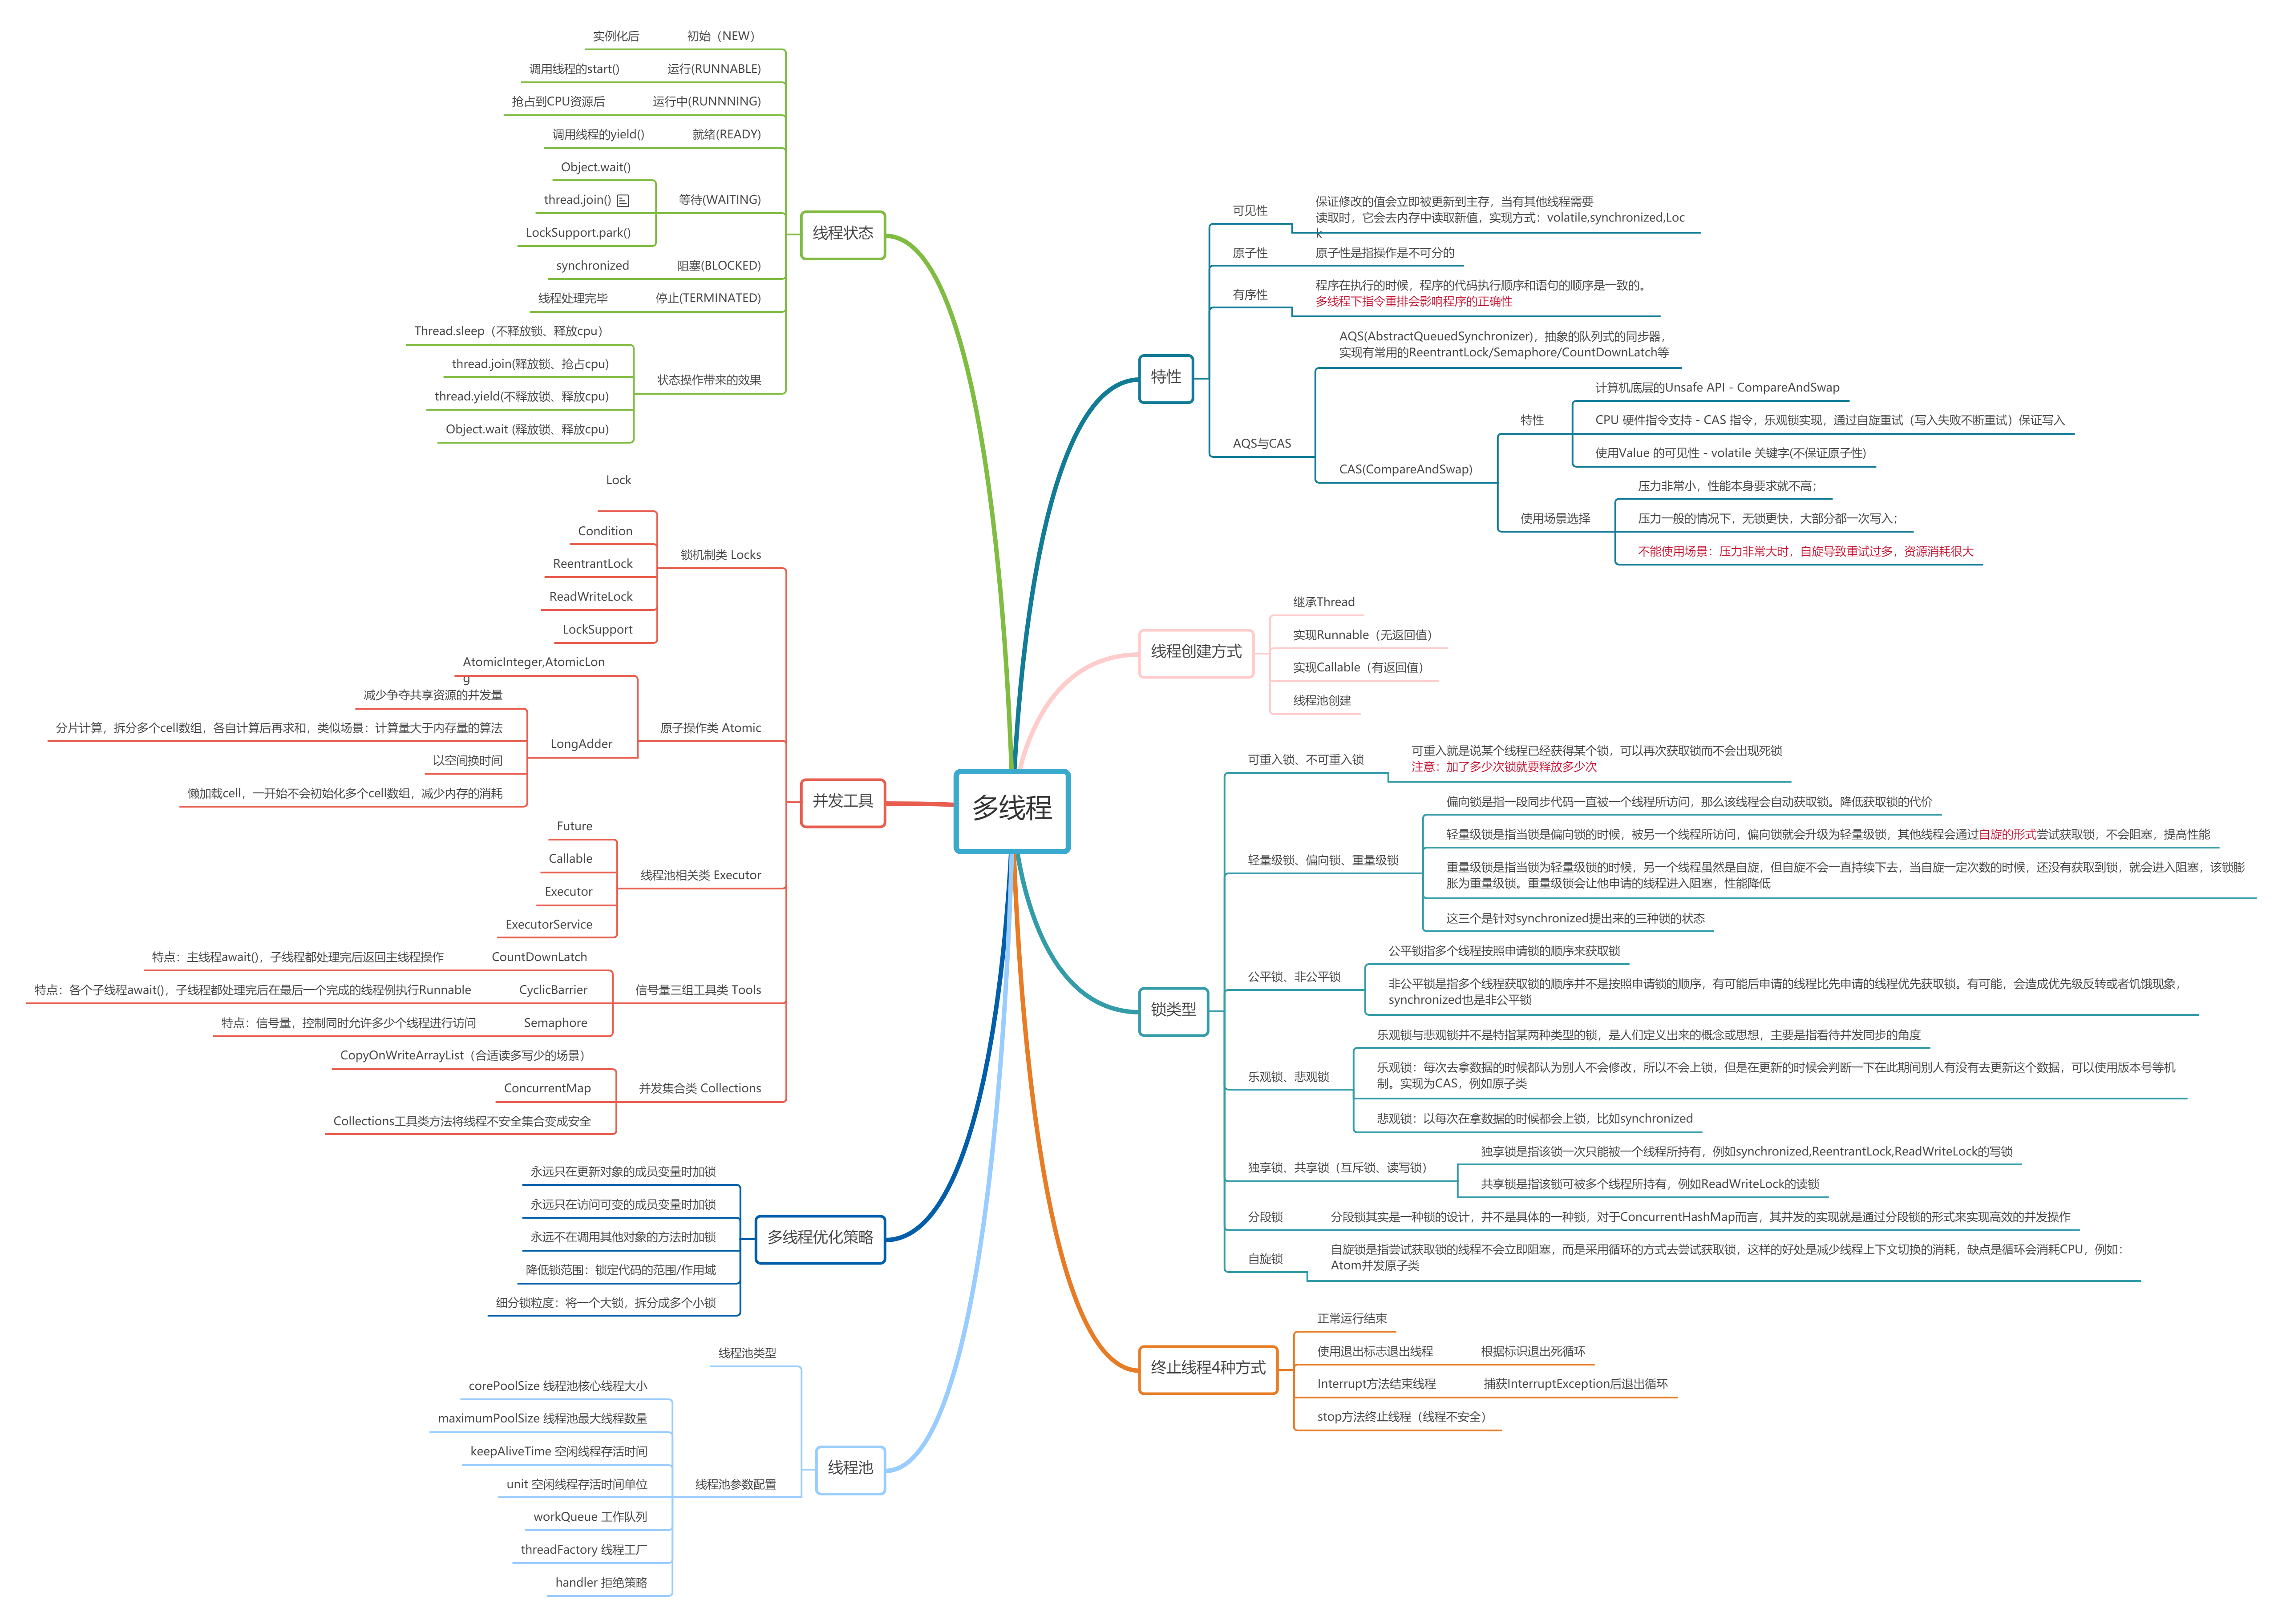 多线程
线程状态
初始（NEW）
实例化后
运行(RUNNABLE)
调用线程的start()
运行中(RUNNNING)
抢占到CPU资源后
就绪(READY)
调用线程的yield()
等待(WAITING)
Object.wait()
thread.join()
LockSupport.park()
阻塞(BLOCKED)
synchronized
停止(TERMINATED)
线程处理完毕
状态操作带来的效果
Thread.sleep（不释放锁、释放cpu）
thread.join(释放锁、抢占cpu)
thread.yield(不释放锁、释放cpu)
Object.wait (释放锁、释放cpu)
并发工具
锁机制类 Locks
Lock
Condition
ReentrantLock
ReadWriteLock
LockSupport
原子操作类 Atomic
AtomicInteger,AtomicLon
g
LongAdder
减少争夺共享资源的并发量
分片计算，拆分多个cell数组，各自计算后再求和，类似场景：计算量大于内存量的算法
以空间换时间
懒加载cell，一开始不会初始化多个cell数组，减少内存的消耗
线程池相关类 Executor
Future
Callable
Executor
ExecutorService
信号量三组工具类 Tools
CountDownLatch
特点：主线程await()，子线程都处理完后返回主线程操作
CyclicBarrier
特点：各个子线程await()，子线程都处理完后在最后一个完成的线程例执行Runnable
Semaphore
特点：信号量，控制同时允许多少个线程进行访问
并发集合类 Collections
CopyOnWriteArrayList（合适读多写少的场景）
ConcurrentMap
Collections工具类方法将线程不安全集合变成安全
多线程优化策略
永远只在更新对象的成员变量时加锁
永远只在访问可变的成员变量时加锁
永远不在调用其他对象的方法时加锁
降低锁范围：锁定代码的范围/作用域
细分锁粒度：将一个大锁，拆分成多个小锁
线程池
线程池类型
线程池参数配置
corePoolSize 线程池核心线程大小
maximumPoolSize 线程池最大线程数量
keepAliveTime 空闲线程存活时间
unit 空闲线程存活时间单位
workQueue 工作队列
threadFactory 线程工厂
handler 拒绝策略
特性
可见性
保证修改的值会立即被更新到主存，当有其他线程需要
读取时，它会去内存中读取新值，实现方式：volatile,synchronized,Loc
k
原子性
原子性是指操作是不可分的
有序性
程序在执行的时候，程序的代码执行顺序和语句的顺序是一致的。
多线程下指令重排会影响程序的正确性
AQS与CAS
AQS(AbstractQueuedSynchronizer)，抽象的队列式的同步器，
实现有常用的ReentrantLock/Semaphore/CountDownLatch等
CAS(CompareAndSwap)
特性
计算机底层的Unsafe API - CompareAndSwap
CPU 硬件指令支持 - CAS 指令，乐观锁实现，通过自旋重试（写入失败不断重试）保证写入
使用Value 的可见性 - volatile 关键字(不保证原子性)
使用场景选择
压力非常小，性能本身要求就不高；
压力一般的情况下，无锁更快，大部分都一次写入；
不能使用场景：压力非常大时，自旋导致重试过多，资源消耗很大
线程创建方式
继承Thread
实现Runnable（无返回值）
实现Callable（有返回值）
线程池创建
锁类型
可重入锁、不可重入锁
可重入就是说某个线程已经获得某个锁，可以再次获取锁而不会出现死锁
注意：加了多少次锁就要释放多少次
轻量级锁、偏向锁、重量级锁
偏向锁是指一段同步代码一直被一个线程所访问，那么该线程会自动获取锁。降低获取锁的代价
轻量级锁是指当锁是偏向锁的时候，被另一个线程所访问，偏向锁就会升级为轻量级锁，其他线程会通过自旋的形式尝试获取锁，不会阻塞，提高性能
重量级锁是指当锁为轻量级锁的时候，另一个线程虽然是自旋，但自旋不会一直持续下去，当自旋一定次数的时候，还没有获取到锁，就会进入阻塞，该锁膨
胀为重量级锁。重量级锁会让他申请的线程进入阻塞，性能降低
这三个是针对synchronized提出来的三种锁的状态
公平锁、非公平锁
公平锁指多个线程按照申请锁的顺序来获取锁
非公平锁是指多个线程获取锁的顺序并不是按照申请锁的顺序，有可能后申请的线程比先申请的线程优先获取锁。有可能，会造成优先级反转或者饥饿现象，
synchronized也是非公平锁
乐观锁、悲观锁
乐观锁与悲观锁并不是特指某两种类型的锁，是人们定义出来的概念或思想，主要是指看待并发同步的角度
乐观锁：每次去拿数据的时候都认为别人不会修改，所以不会上锁，但是在更新的时候会判断一下在此期间别人有没有去更新这个数据，可以使用版本号等机
制。实现为CAS，例如原子类
悲观锁：以每次在拿数据的时候都会上锁，比如synchronized
独享锁、共享锁（互斥锁、读写锁）
独享锁是指该锁一次只能被一个线程所持有，例如synchronized,ReentrantLock,ReadWriteLock的写锁
共享锁是指该锁可被多个线程所持有，例如ReadWriteLock的读锁
分段锁
分段锁其实是一种锁的设计，并不是具体的一种锁，对于ConcurrentHashMap而言，其并发的实现就是通过分段锁的形式来实现高效的并发操作
自旋锁
自旋锁是指尝试获取锁的线程不会立即阻塞，而是采用循环的方式去尝试获取锁，这样的好处是减少线程上下文切换的消耗，缺点是循环会消耗CPU，例如：
Atom并发原子类
终止线程4种方式
正常运行结束
使用退出标志退出线程
根据标识退出死循环
Interrupt方法结束线程
捕获InterruptException后退出循环
stop方法终止线程（线程不安全）